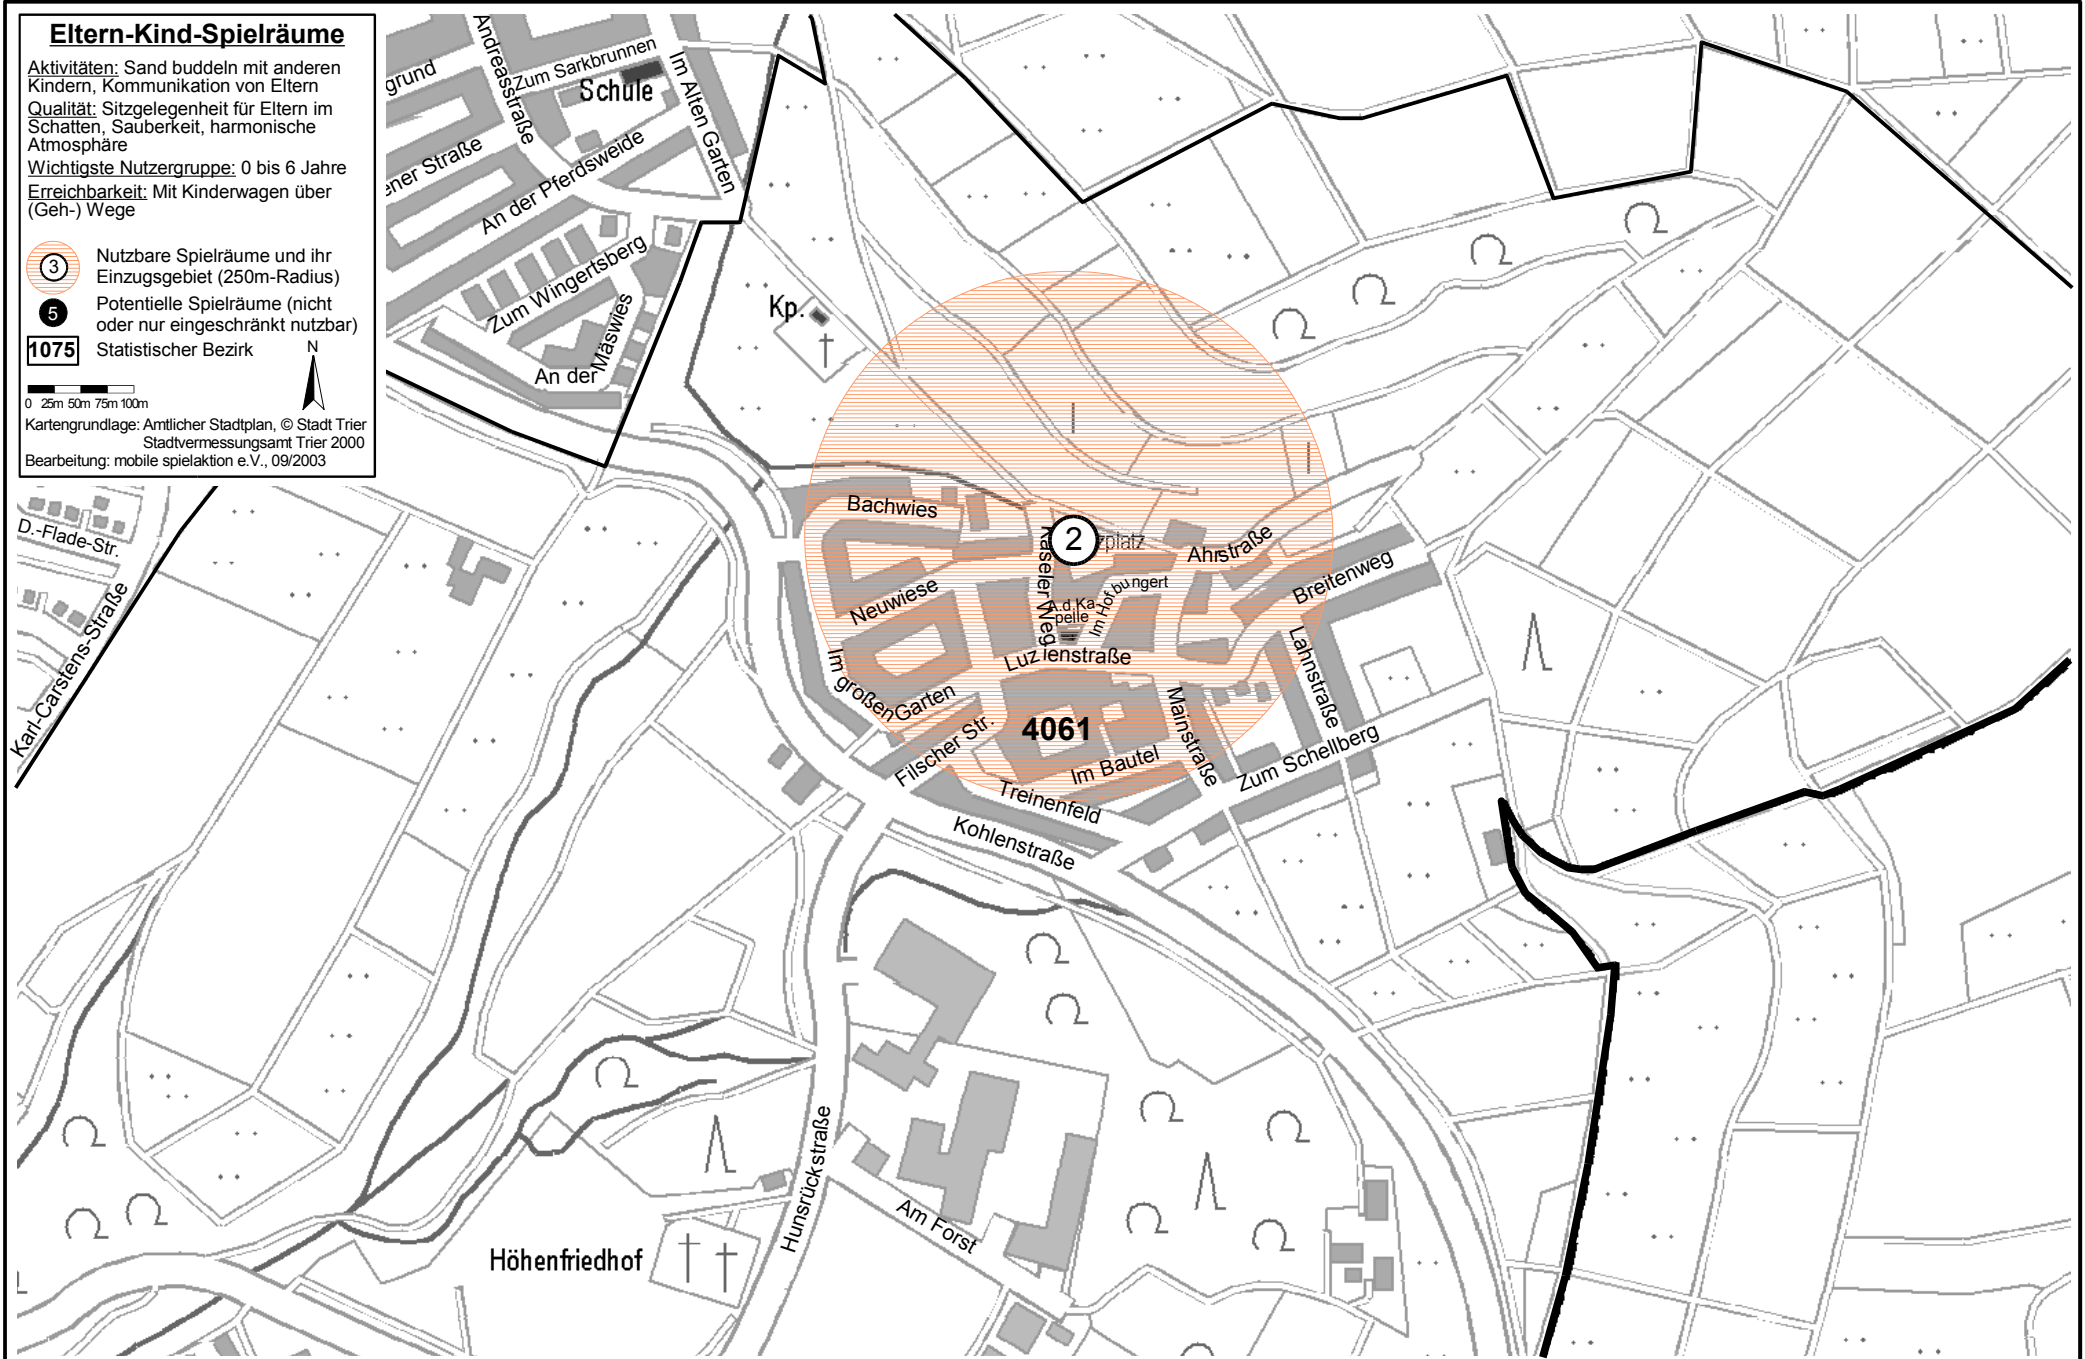 Eltern-Kind-Spielräume
Aktivitäten: Sand buddeln mit anderen
Kindern, Kommunikation von Eltern
Qualität: Sitzgelegenheit für Eltern im
Schatten, Sauberkeit, harmonische
Atmosphäre
Wichtigste Nutzergruppe: 0 bis 6 Jahre
Erreichbarkeit: Mit Kinderwagen über
(Geh-) Wege
3
Nutzbare Spielräume und ihr
Einzugsgebiet (250m-Radius)
5
Potentielle Spielräume (nicht
oder nur eingeschränkt nutzbar)
1075
Statistischer Bezirk
N
0 25m 50m 75m 100m
Kartengrundlage: Amtlicher Stadtplan, © Stadt Trier
Stadtvermessungsamt Trier 2000
Bearbeitung: mobile spielaktion e.V., 09/2003
Andreasstraße
Zum Sarkbrunnen
grund
Schule
Im Alten Garten
ener Straße
An der Pferdsweide
Zum Wingertsberg
An der Mäswies
Kp.
D.-Flade-Str.
Karl-Carstens-Straße
Bachwies
Kaseler Weg
2
zplatz
Ahrstraße
Breitenweg
Neuwiese
A.d.Ka-
pelle
Im Hofbungert
Luzienstraße
Lahnstraße
Im großen Garten
Filscher Str.
4061
Mainstraße
Im Bautel
Zum Schellberg
Treinenfeld
Kohlenstraße
Hunsrückstraße
Am Forst
Höhenfriedhof